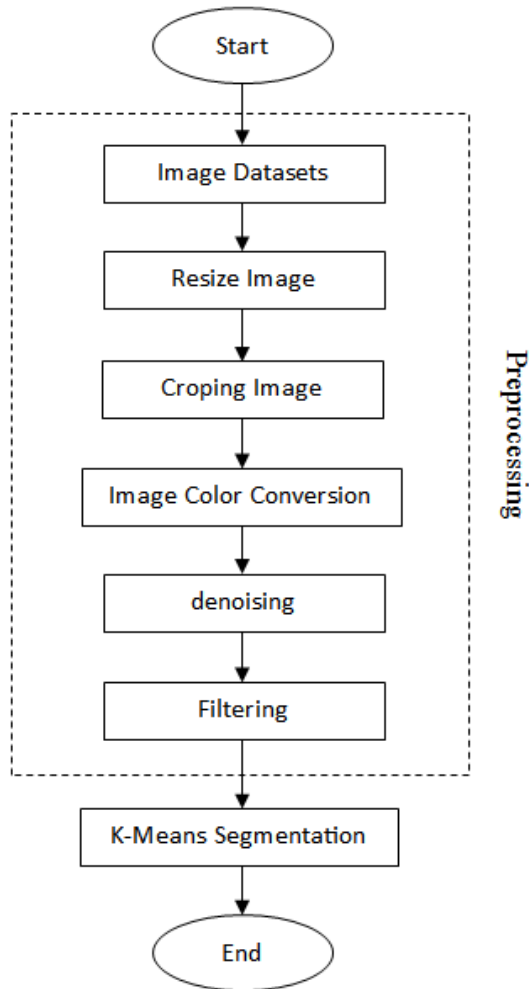 Start
Image Datasets
Resize Image
Croping Image
Image Color Conversion
denoising
Filtering
Preprocessing
K-Means Segmentation
End